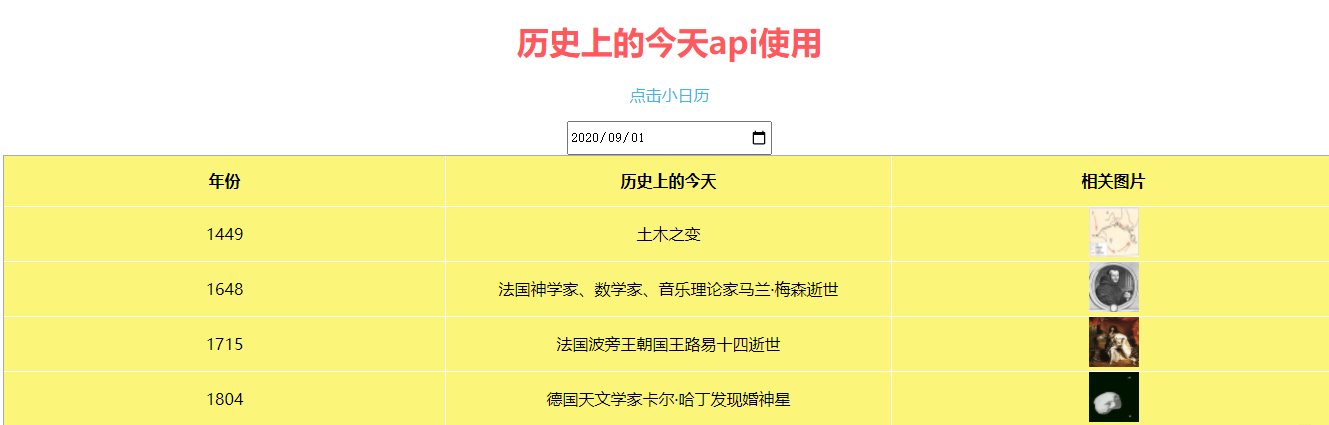 历史上的今天api使用
点击小日历
2020/09/01
年份 历史上的今天 相关图片
1449 土木之变
1648 法国神学家、数学家、音乐理论家马兰·梅森逝世
1715 法国波旁王朝国王路易十四逝世
1804 德国天文学家卡尔·哈丁发现婚神星